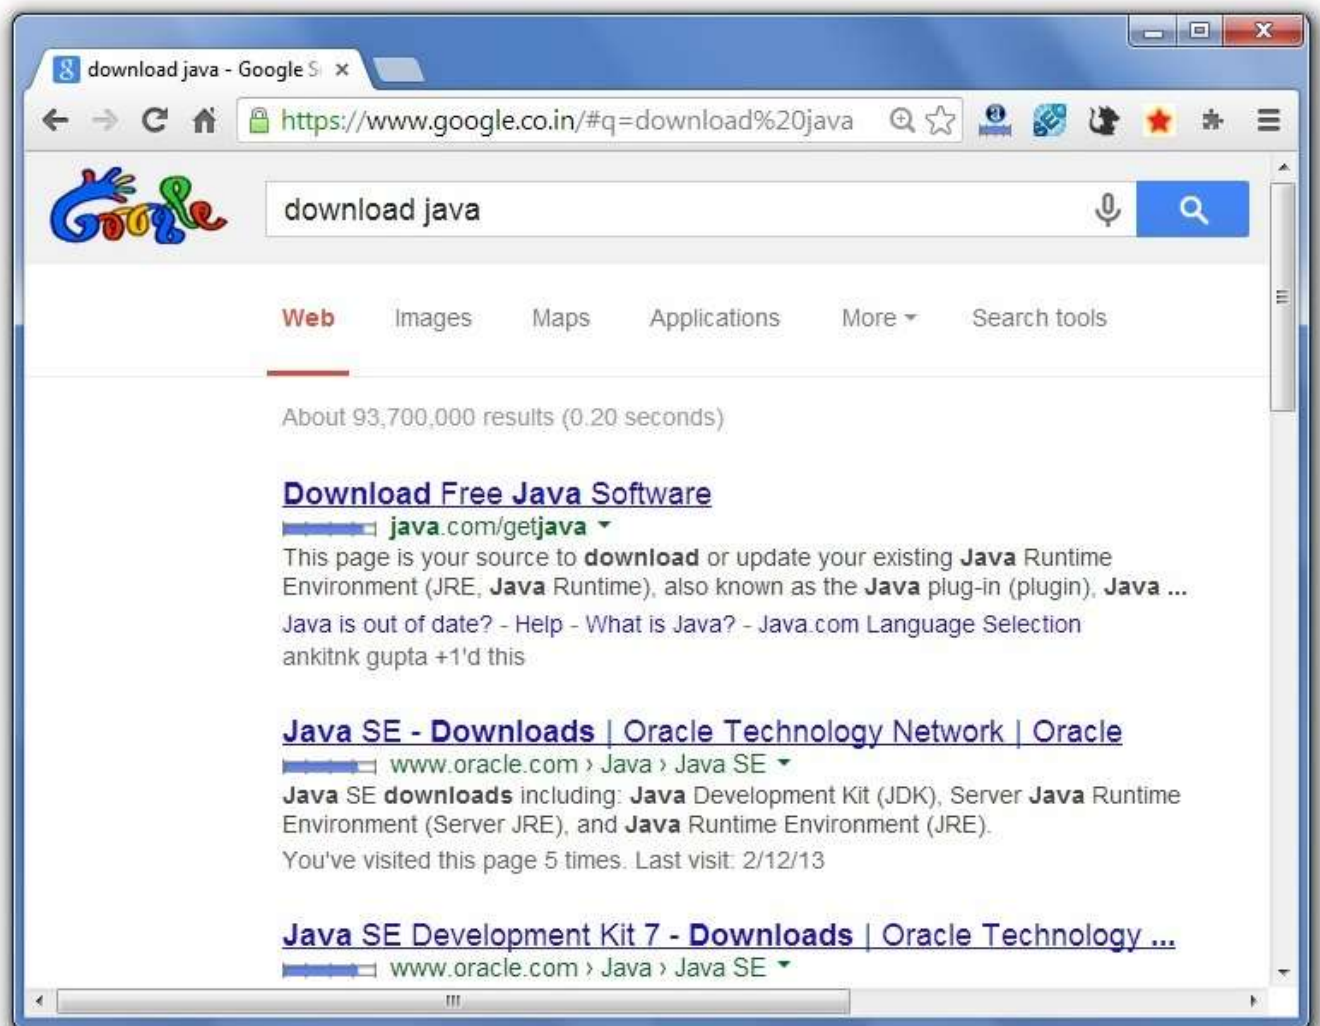 download java - Google S
https://www.google.co.in/#q=download%20java
Google
download java
Web Images Maps Applications More Search tools
About 93,700,000 results (0.20 seconds)
Download Free Java Software
java.com/getjava
This page is your source to download or update your existing Java Runtime
Environment (JRE, Java Runtime), also known as the Java plug-in (plugin), Java ...
Java is out of date? - Help - What is Java? - Java.com Language Selection
ankitnk gupta +1'd this
Java SE - Downloads | Oracle Technology Network | Oracle
www.oracle.com › Java › Java SE
Java SE downloads including: Java Development Kit (JDK), Server Java Runtime
Environment (Server JRE), and Java Runtime Environment (JRE).
You've visited this page 5 times. Last visit: 2/12/13
Java SE Development Kit 7 - Downloads | Oracle Technology ...
www.oracle.com › Java › Java SE